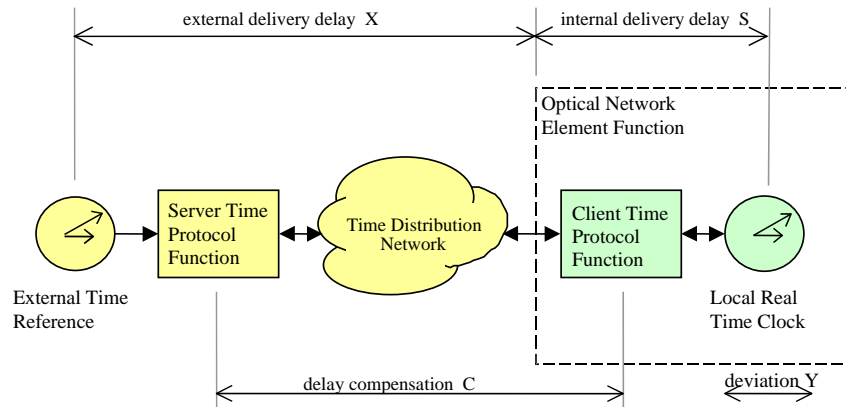 external delivery delay X
internal delivery delay S
Optical Network
Element Function
Server Time
Protocol
Function
Time Distribution
Network
Client Time
Protocol
Function
External Time
Reference
Local Real
Time Clock
delay compensation C
deviation Y